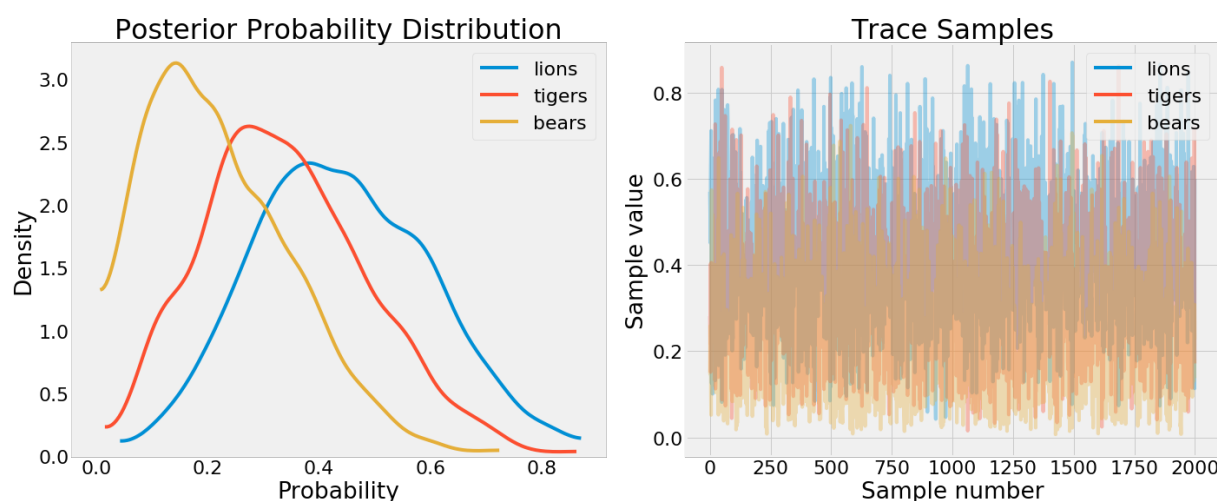 Posterior Probability Distribution
3.0
2.5
2.0
1.5
1.0
0.5
0.0
Density
0.0 0.2 0.4 0.6 0.8
Probability
lions
tigers
bears
Trace Samples
0.8
0.6
0.4
0.2
0.0
Sample value
0 250 500 750 1000 1250 1500 1750 2000
Sample number
lions
tigers
bears